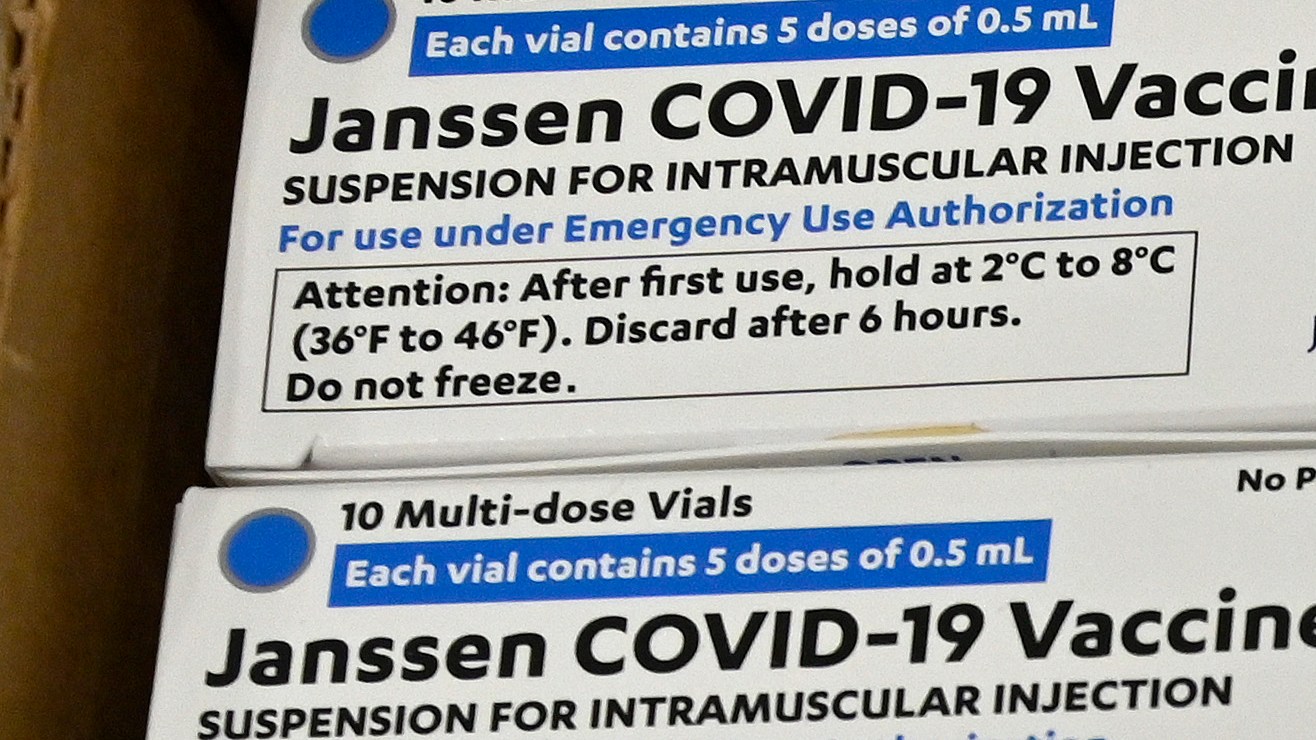 Each vial contains 5 doses of 0.5 mL
Janssen COVID-19
SUSPENSION FOR INTRAMUSCULAR INJECTION
For use under Emergency Use Authorization
Attention: After first use, hold at 2°C to 8°C
(36°F to 46°F). Discard after 6 hours.
Do not freeze.
10 Multi-dose Vials
No
Each vial contains 5 doses of 0.5 mL
Janssen COVID-19 Vaccine
SUSPENSION FOR INTRAMUSCULAR INJECTION